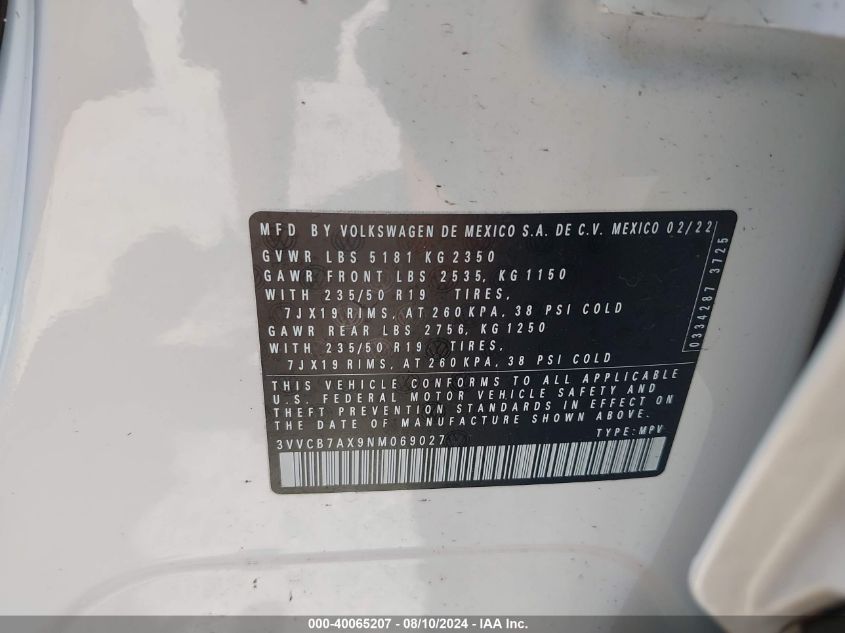 MFD BY VOLKSWAGEN DE MEXICO S.A. DE C.V. MEXICO 02/22
GVWR LBS 5181 KG 2350
GAWR FRONT LBS 2535, KG 1150
WITH 235/50 R19 TIRES,
7JX19 RIMS, AT 260 KPA, 38 PSI COLD
GAWR REAR LBS 2756, KG 1250
WITH 235/50 R19 TIRES,
7JX19 RIMS, AT 260 KPA, 38 PSI COLD
THIS VEHICLE CONFORMS TO ALL APPLICABLE
U.S. FEDERAL MOTOR VEHICLE SAFETY AND
THEFT PREVENTION STANDARDS IN EFFECT ON
THE DATE OF MANUFACTURE SHOWN ABOVE.
3VVCB7AX9NM069027 TYPE: MPV
0334287 3725
000-40065207 - 08/10/2024 - IAA Inc.